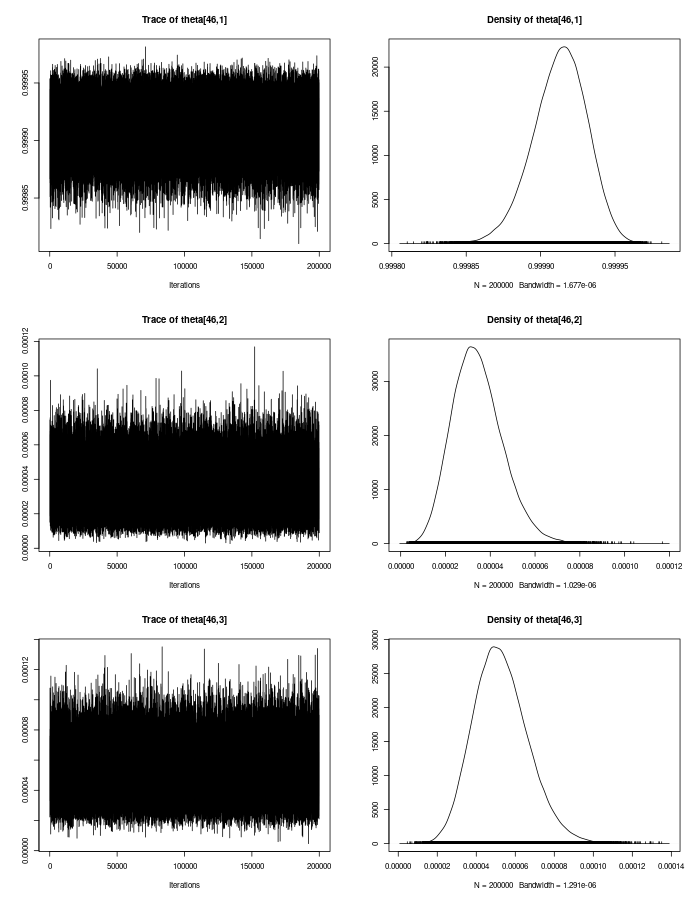 Trace of theta[46,1]
0.99985 0.99990 0.99995
0 50000 100000 150000 200000
Iterations
Density of theta[46,1]
0 5000 10000 15000 20000
0.99980 0.99985 0.99990 0.99995
N = 200000 Bandwidth = 1.677e-06
Trace of theta[46,2]
0.00000 0.00002 0.00004 0.00006 0.00008 0.00010 0.00012
0 50000 100000 150000 200000
Iterations
Density of theta[46,2]
0 10000 20000 30000
0.00000 0.00002 0.00004 0.00006 0.00008 0.00010 0.00012
N = 200000 Bandwidth = 1.029e-06
Trace of theta[46,3]
0.00000 0.00004 0.00008 0.00012
0 50000 100000 150000 200000
Iterations
Density of theta[46,3]
0 5000 10000 15000 20000 25000 30000
0.00000 0.00002 0.00004 0.00006 0.00008 0.00010 0.00012 0.00014
N = 200000 Bandwidth = 1.291e-06